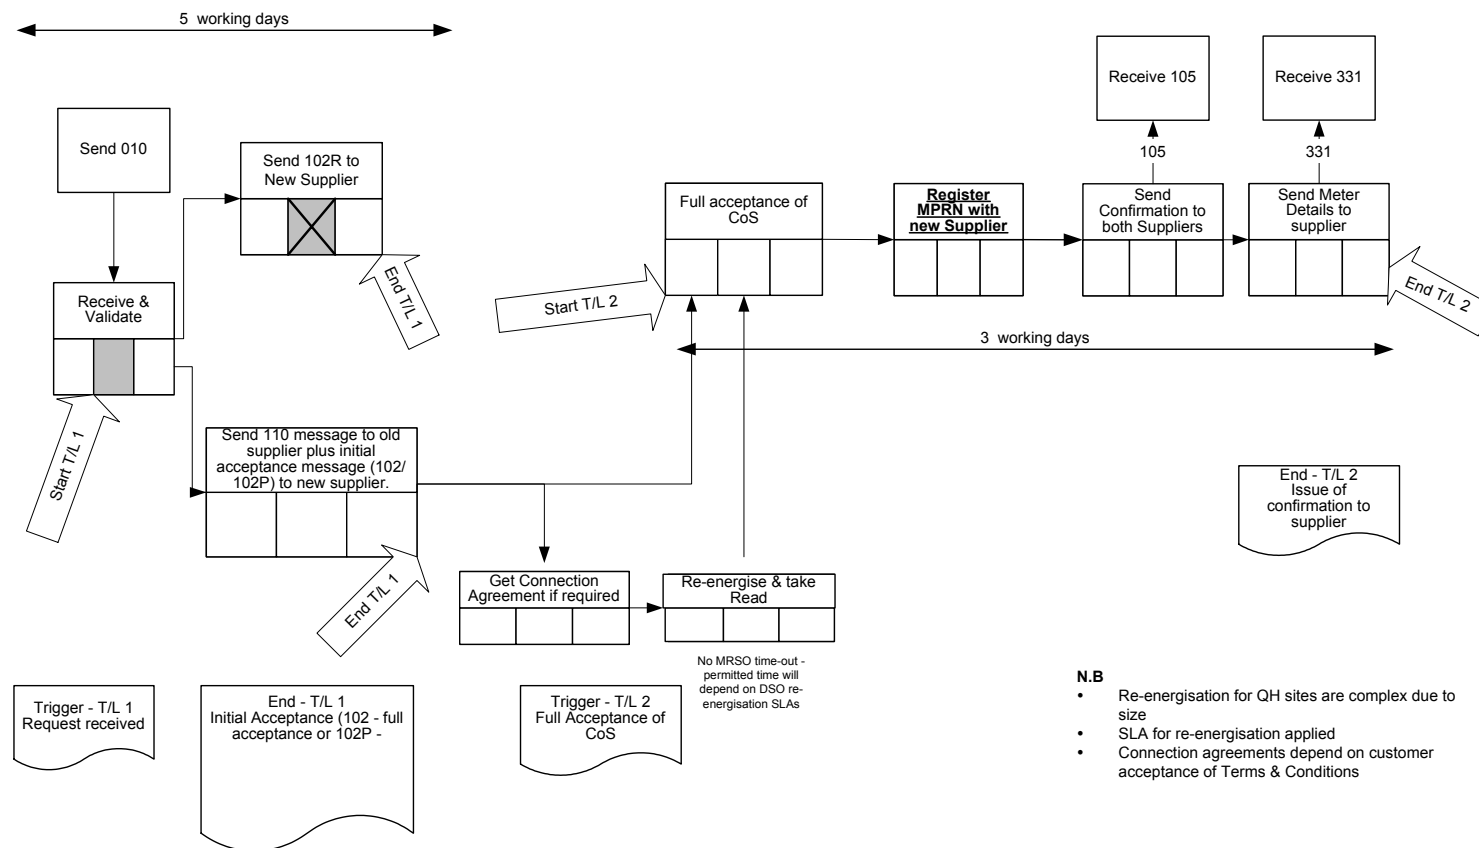 5 working days
Send 010
Send 102R to
New Supplier
End T/L 1
Receive &
Validate
Start T/L 1
Send 110 message to old
supplier plus initial
acceptance message (102/
102P) to new supplier.
End T/L 1
Get Connection
Agreement if required
Re-energise & take
Read
No MRSO time-out -
permitted time will
depend on DSO re-
energisation SLAs
Start T/L 2
Full acceptance of
CoS
Register
MPRN with
new Supplier
Send
Confirmation to
both Suppliers
Send Meter
Details to
supplier
105
331
Receive 105
Receive 331
End T/L 2
3 working days
End - T/L 2
Issue of
confirmation to
supplier
Trigger - T/L 1
Request received
End - T/L 1
Initial Acceptance (102 - full
acceptance or 102P -
Trigger - T/L 2
Full Acceptance of
CoS
N.B
• Re-energisation for QH sites are complex due to
size
• SLA for re-energisation applied
• Connection agreements depend on customer
acceptance of Terms & Conditions